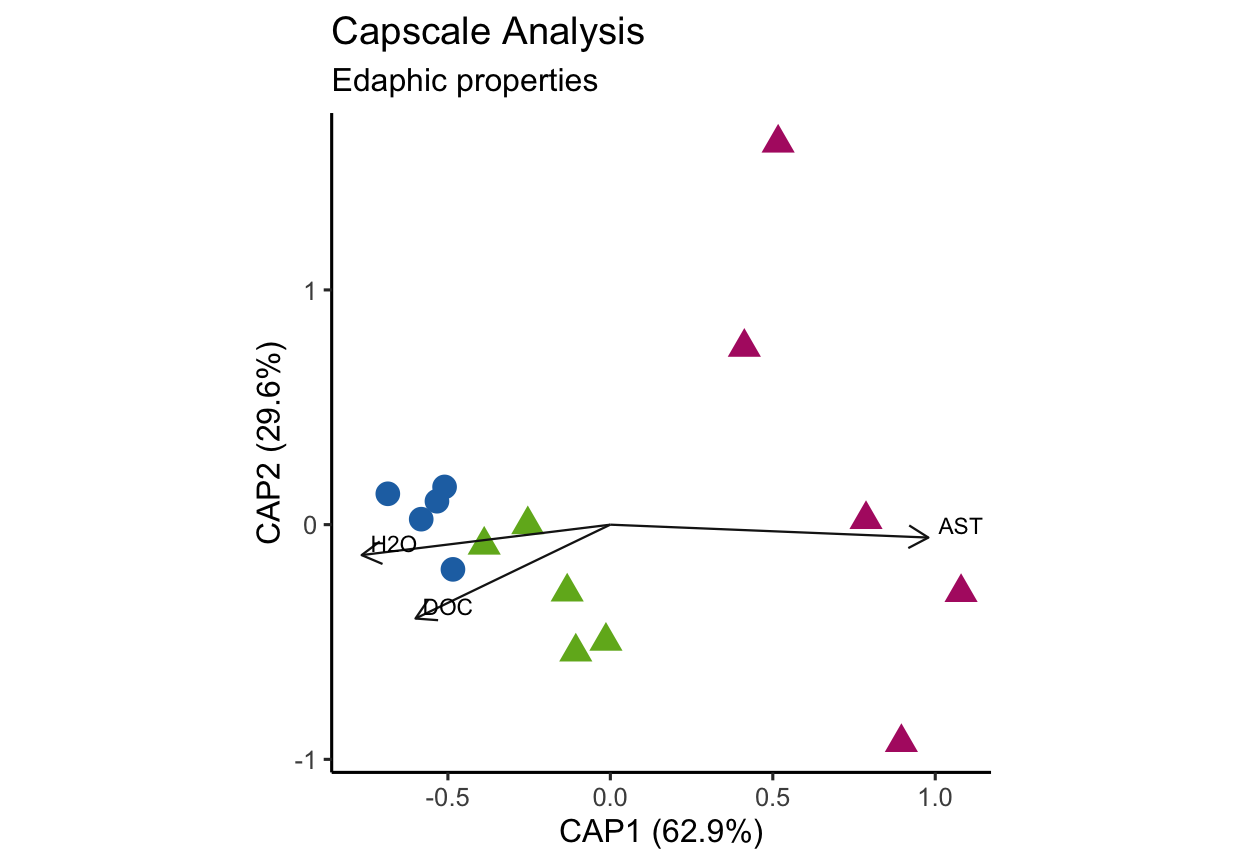 Capscale Analysis
Edaphic properties
CAP2 (29.6%)
1
0
-1
H2O
DOC
AST
-0.5
0.0
0.5
1.0
CAP1 (62.9%)